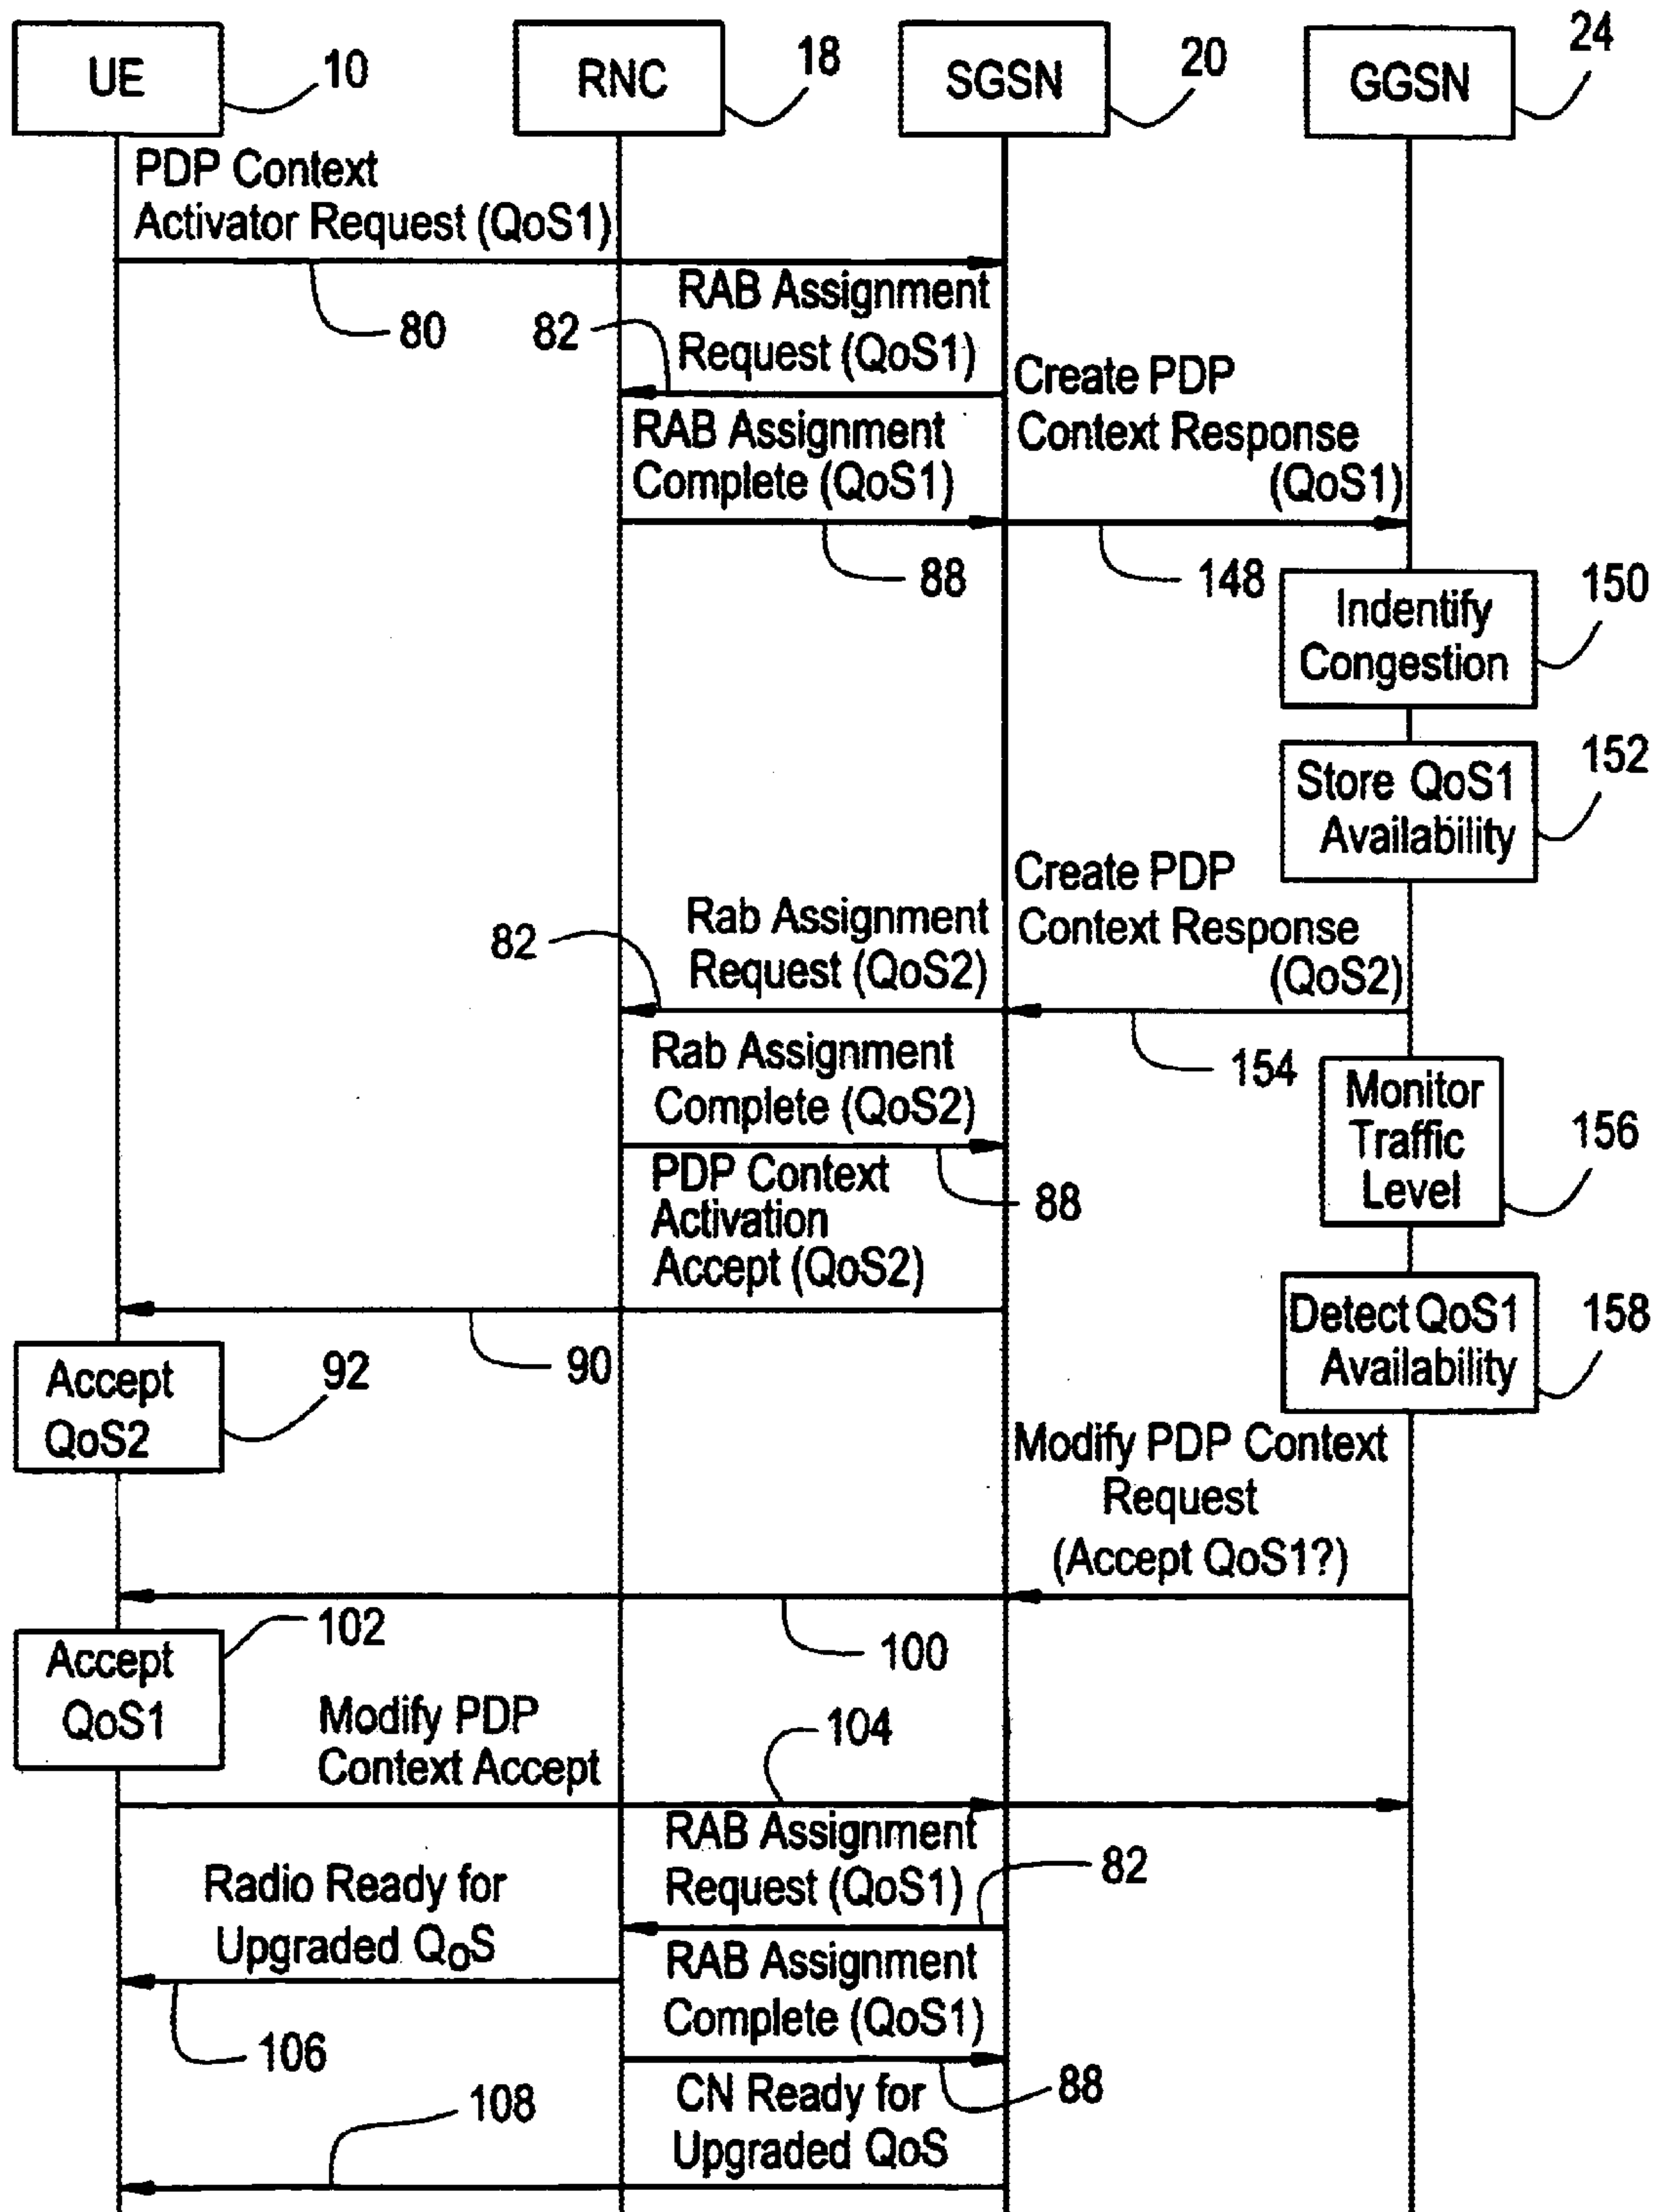 UE
10
RNC
18
SGSN
20
GGSN
24
PDP Context
Activator Request (QoS1)
80
RAB Assignment
Request (QoS1)
82
Create PDP
Context Response
(QoS1)
RAB Assignment
Complete (QoS1)
88
148
Indentify
Congestion
150
Store QoS1
Availability
152
Create PDP
Context Response
(QoS2)
Rab Assignment
Request (QoS2)
82
154
Rab Assignment
Complete (QoS2)
88
Monitor
Traffic
Level
156
PDP Context
Activation
Accept (QoS2)
90
Detect QoS1
Availability
158
Accept
QoS2
92
Modify PDP Context
Request
(Accept QoS1?)
100
Accept
QoS1
102
Modify PDP
Context Accept
104
RAB Assignment
Request (QoS1)
82
Radio Ready for
Upgraded QoS
106
RAB Assignment
Complete (QoS1)
88
CN Ready for
Upgraded QoS
108